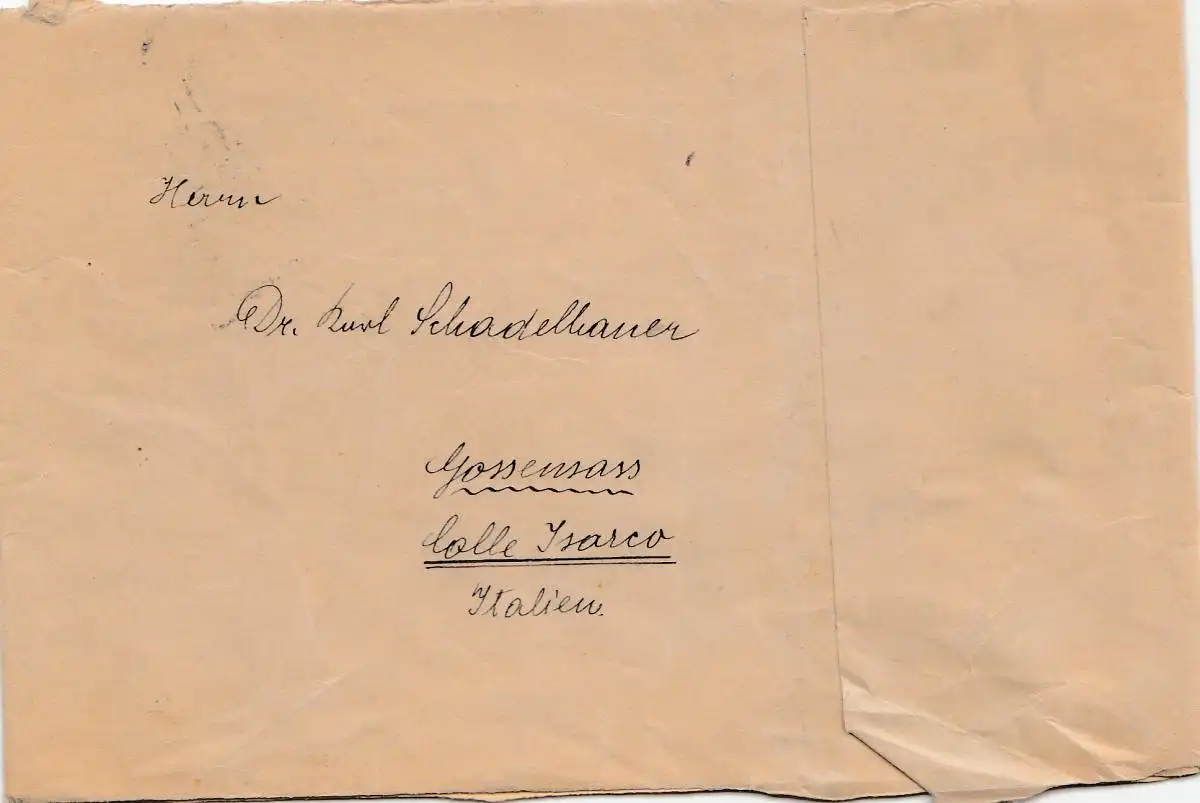 Herrn
Dr. Karl Schadelbauer
Gossensass
Colle Isarco
Italien.